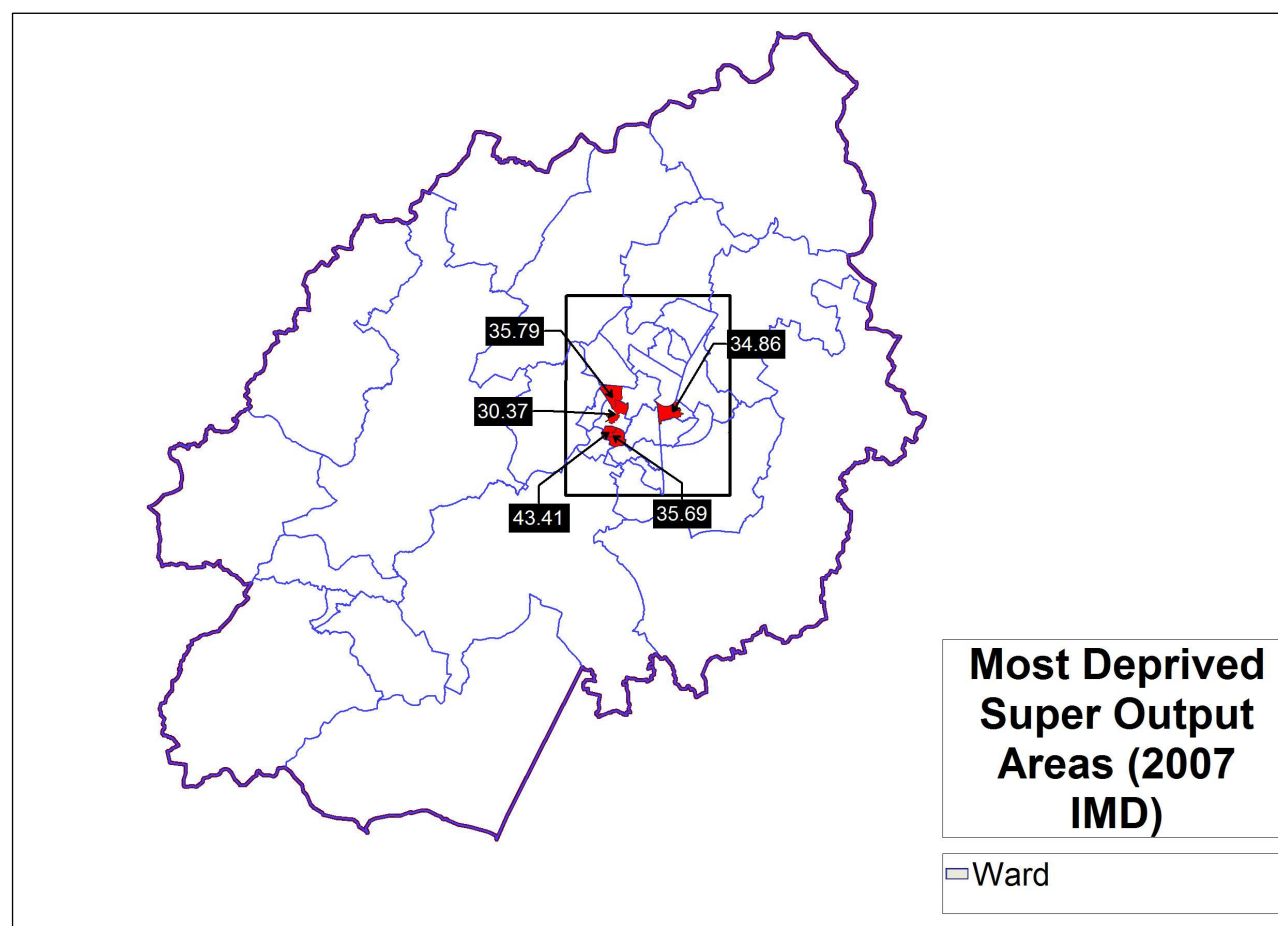 35.79
34.86
30.37
43.41
35.69
Most Deprived
Super Output
Areas (2007
IMD)
Ward